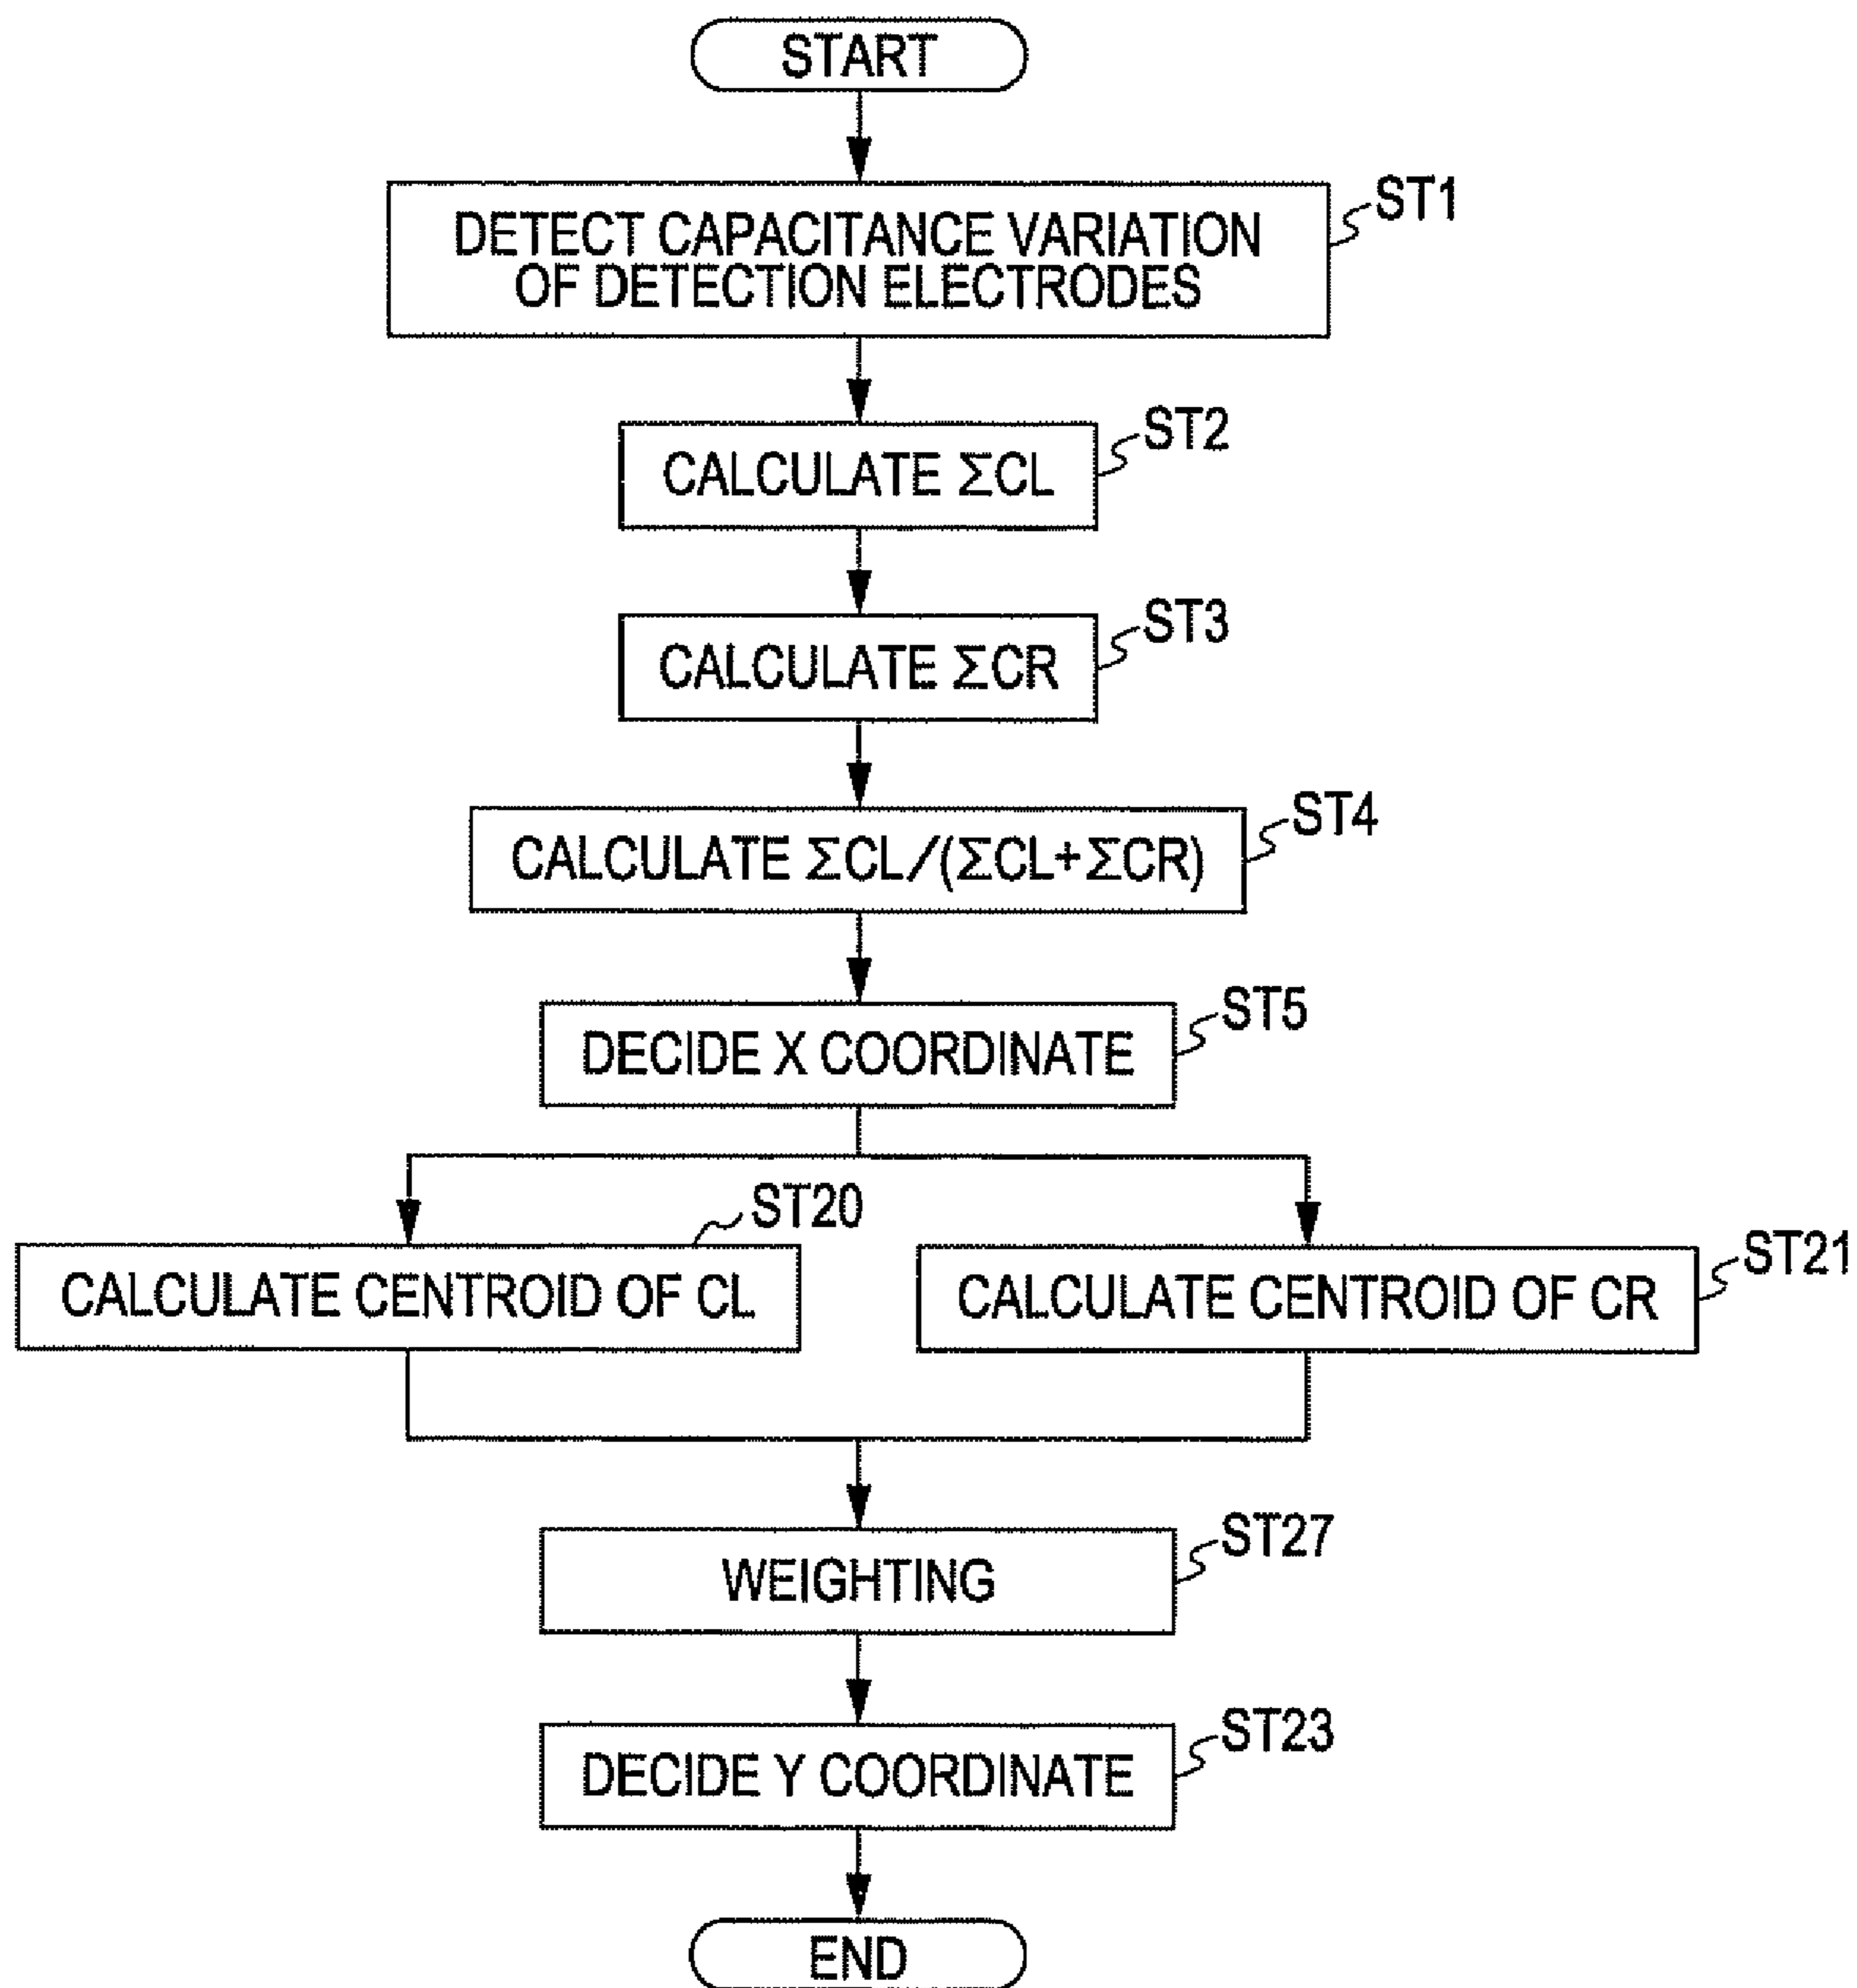 START
ST1
DETECT CAPACITANCE VARIATION
OF DETECTION ELECTRODES
ST2
CALCULATE ΣCL
ST3
CALCULATE ΣCR
ST4
CALCULATE ΣCL/(ΣCL+ΣCR)
ST5
DECIDE X COORDINATE
ST20
CALCULATE CENTROID OF CL
ST21
CALCULATE CENTROID OF CR
ST27
WEIGHTING
ST23
DECIDE Y COORDINATE
END